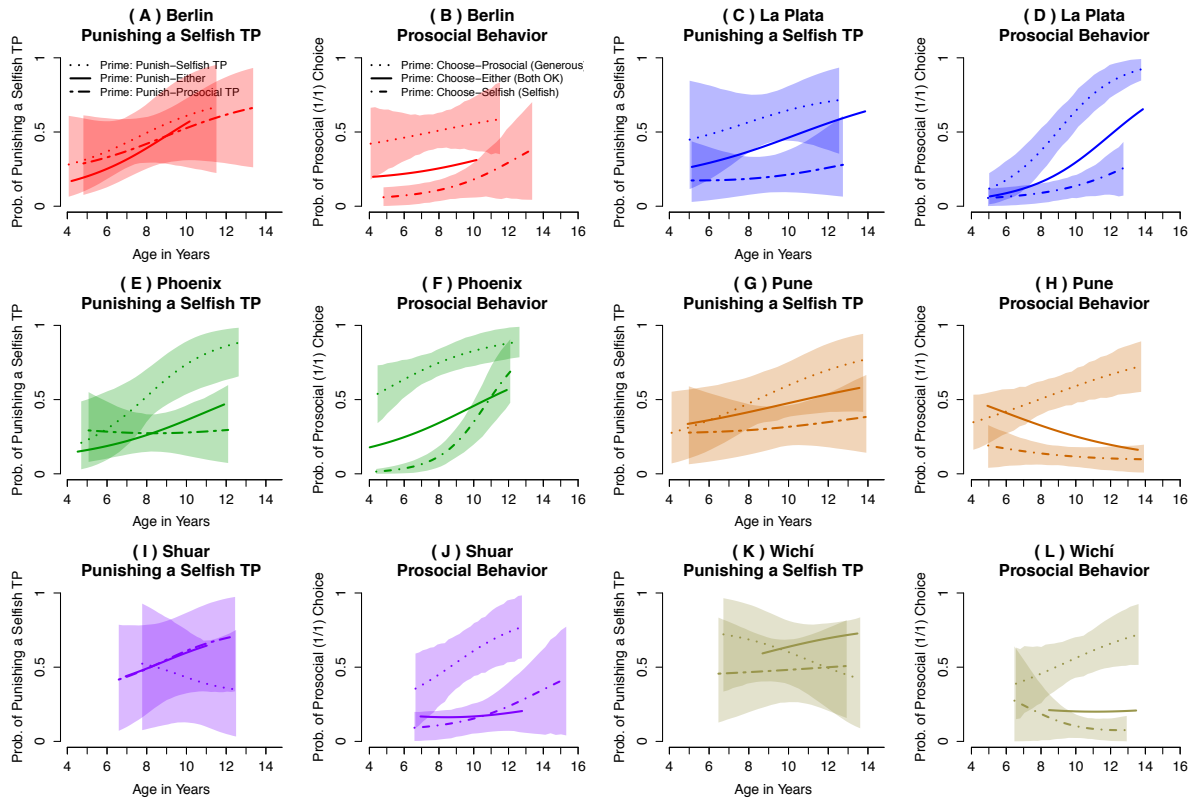 ( A ) Berlin
Punishing a Selfish TP
Prob. of Punishing a Selfish TP
0 0.5 1
Prime: Punish−Selfish TP
Prime: Punish−Either
Prime: Punish−Prosocial TP
4 6 8 10 12 14
Age in Years
( B ) Berlin
Prosocial Behavior
Prob. of Prosocial (1/1) Choice
0 0.5 1
Prime: Choose−Prosocial (Generous)
Prime: Choose−Either (Both OK)
Prime: Choose−Selfish (Selfish)
4 6 8 10 12 14 16
Age in Years
( C ) La Plata
Punishing a Selfish TP
Prob. of Punishing a Selfish TP
0 0.5 1
4 6 8 10 12 14
Age in Years
( D ) La Plata
Prosocial Behavior
Prob. of Prosocial (1/1) Choice
0 0.5 1
4 6 8 10 12 14 16
Age in Years
( E ) Phoenix
Punishing a Selfish TP
Prob. of Punishing a Selfish TP
0 0.5 1
4 6 8 10 12 14
Age in Years
( F ) Phoenix
Prosocial Behavior
Prob. of Prosocial (1/1) Choice
0 0.5 1
4 6 8 10 12 14 16
Age in Years
( G ) Pune
Punishing a Selfish TP
Prob. of Punishing a Selfish TP
0 0.5 1
4 6 8 10 12 14
Age in Years
( H ) Pune
Prosocial Behavior
Prob. of Prosocial (1/1) Choice
0 0.5 1
4 6 8 10 12 14 16
Age in Years
( I ) Shuar
Punishing a Selfish TP
Prob. of Punishing a Selfish TP
0 0.5 1
4 6 8 10 12 14
Age in Years
( J ) Shuar
Prosocial Behavior
Prob. of Prosocial (1/1) Choice
0 0.5 1
4 6 8 10 12 14 16
Age in Years
( K ) Wichí
Punishing a Selfish TP
Prob. of Punishing a Selfish TP
0 0.5 1
4 6 8 10 12 14
Age in Years
( L ) Wichí
Prosocial Behavior
Prob. of Prosocial (1/1) Choice
0 0.5 1
4 6 8 10 12 14 16
Age in Years